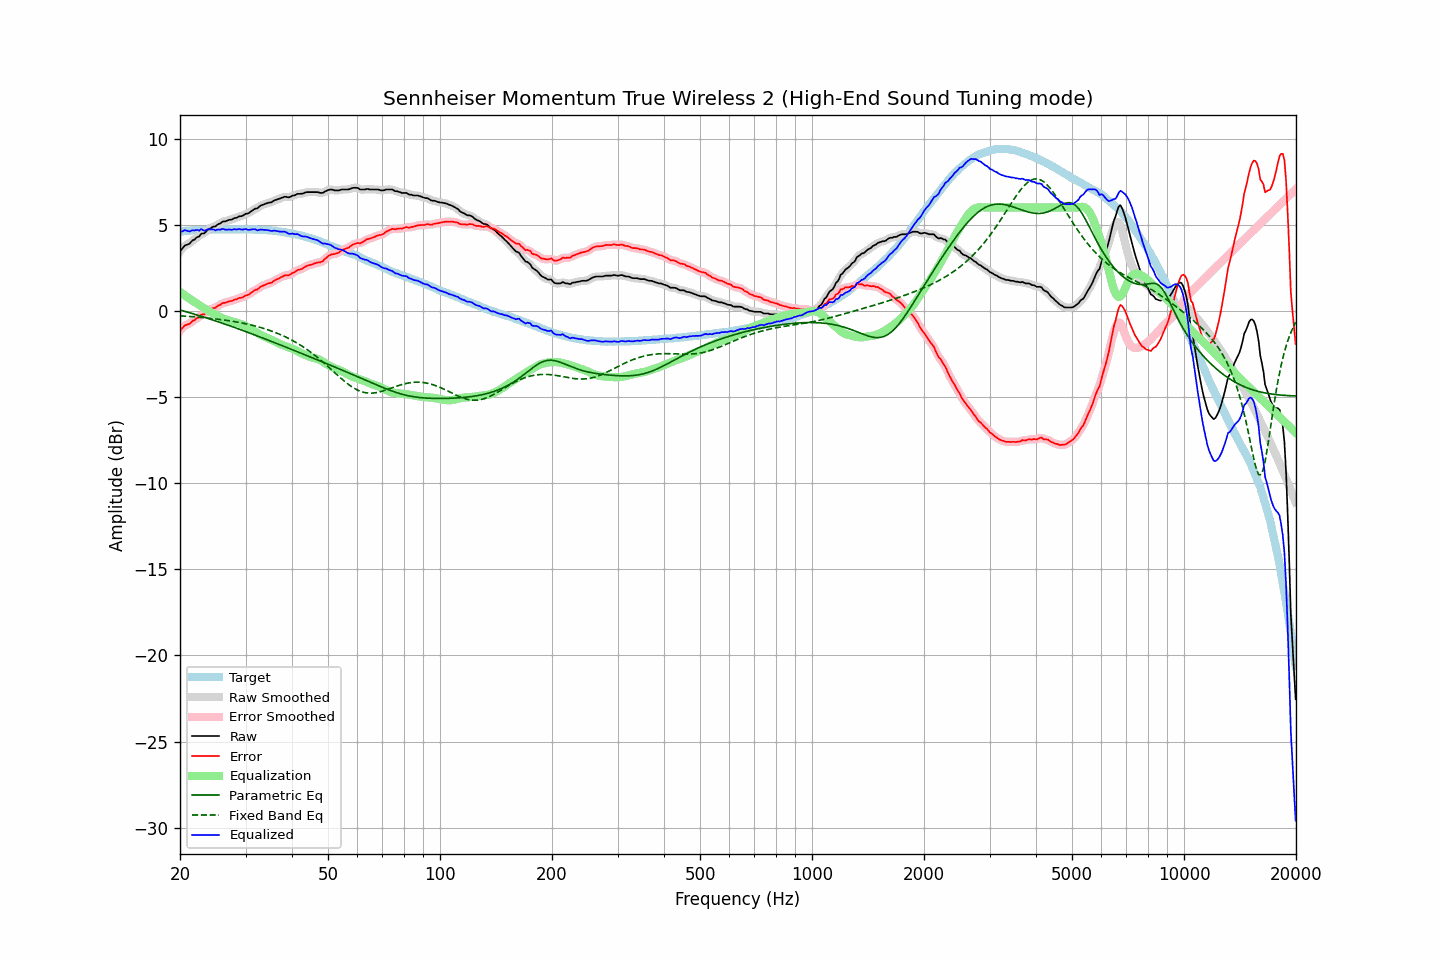 Sennheiser Momentum True Wireless 2 (High-End Sound Tuning mode)
10
5
0
−5
−10
−15
−20
−25
−30
Amplitude (dBr)
Target
Raw Smoothed
Error Smoothed
Raw
Error
Equalization
Parametric Eq
Fixed Band Eq
Equalized
20 50 100 200 500 1000 2000 5000 10000 20000
Frequency (Hz)